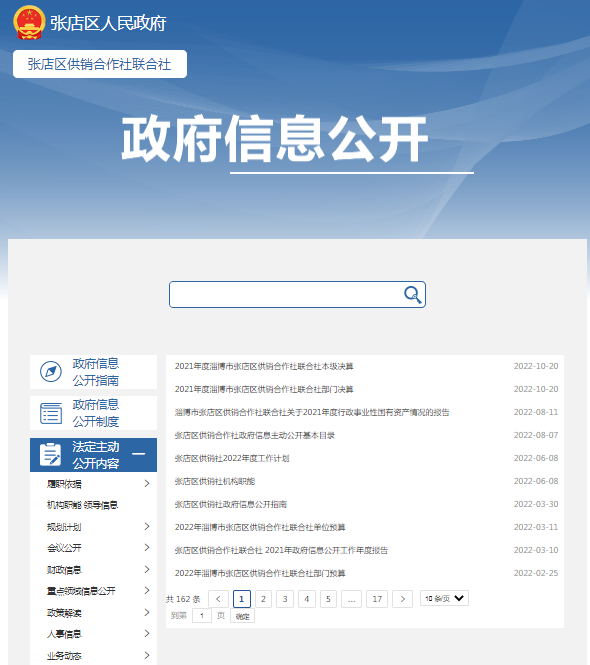 张店区人民政府
张店区供销合作社联合社
政府信息公开
政府信息
公开指南
政府信息
公开制度
法定主动
公开内容
履职依据
机构职能 领导信息
规划计划
会议公开
财政信息
重点领域信息公开
政策解读
人事信息
业务动态
2021年度淄博市张店区供销合作社联合社本级决算 2022-10-20
2021年度淄博市张店区供销合作社联合社部门决算 2022-10-20
淄博市张店区供销合作社联合社关于2021年度行政事业性国有资产情况的报告 2022-08-11
张店区供销合作社政府信息主动公开基本目录 2022-08-07
张店区供销社2022年度工作计划 2022-06-08
张店区供销社机构职能 2022-06-08
张店区供销社政府信息公开指南 2022-03-30
2022年淄博市张店区供销合作社联合社单位预算 2022-03-11
张店区供销合作社联合社 2021年政府信息公开工作年度报告 2022-03-10
2022年淄博市张店区供销合作社联合社部门预算 2022-02-25
共 162 条 < 1 2 3 4 5 ... 17 > 10 条/页
到第 1 页 确定